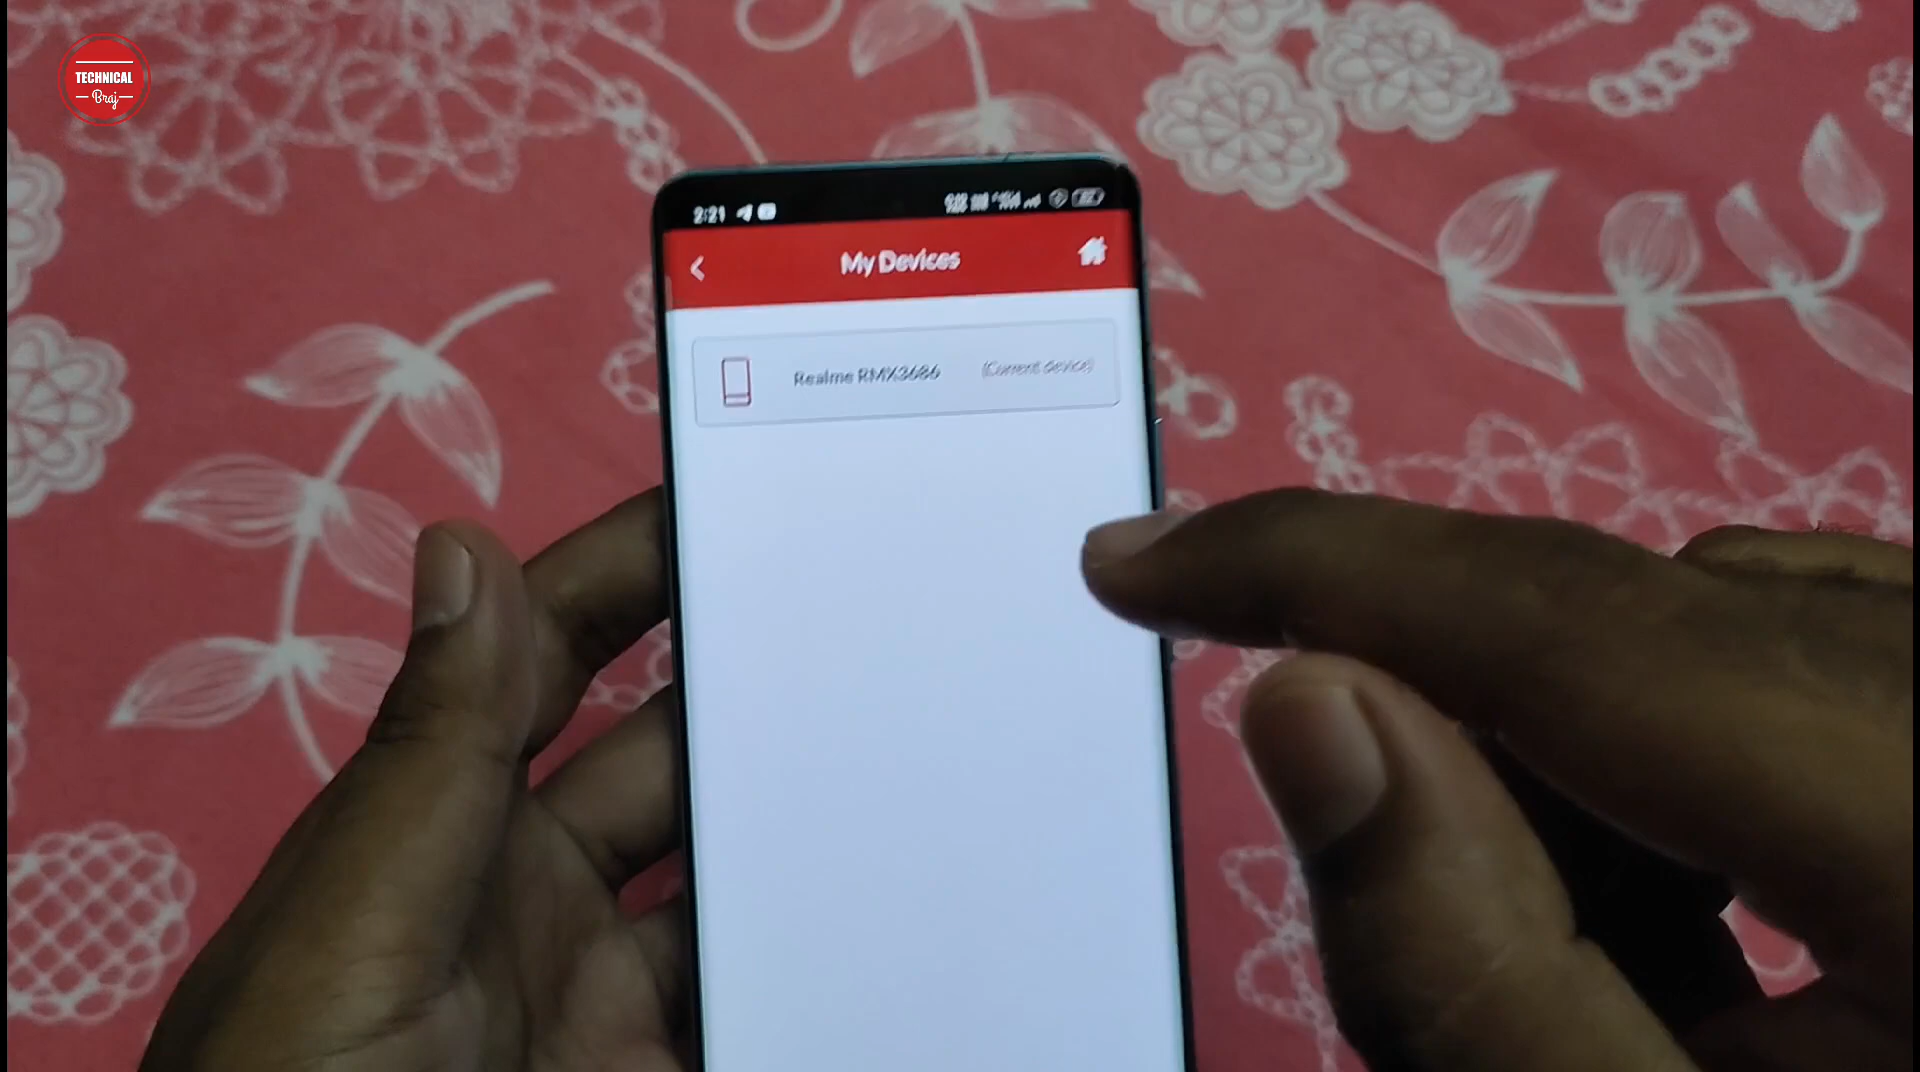 TECHNICAL
Braj
2:21
My Devices
Realme RMX3686 (Current device)